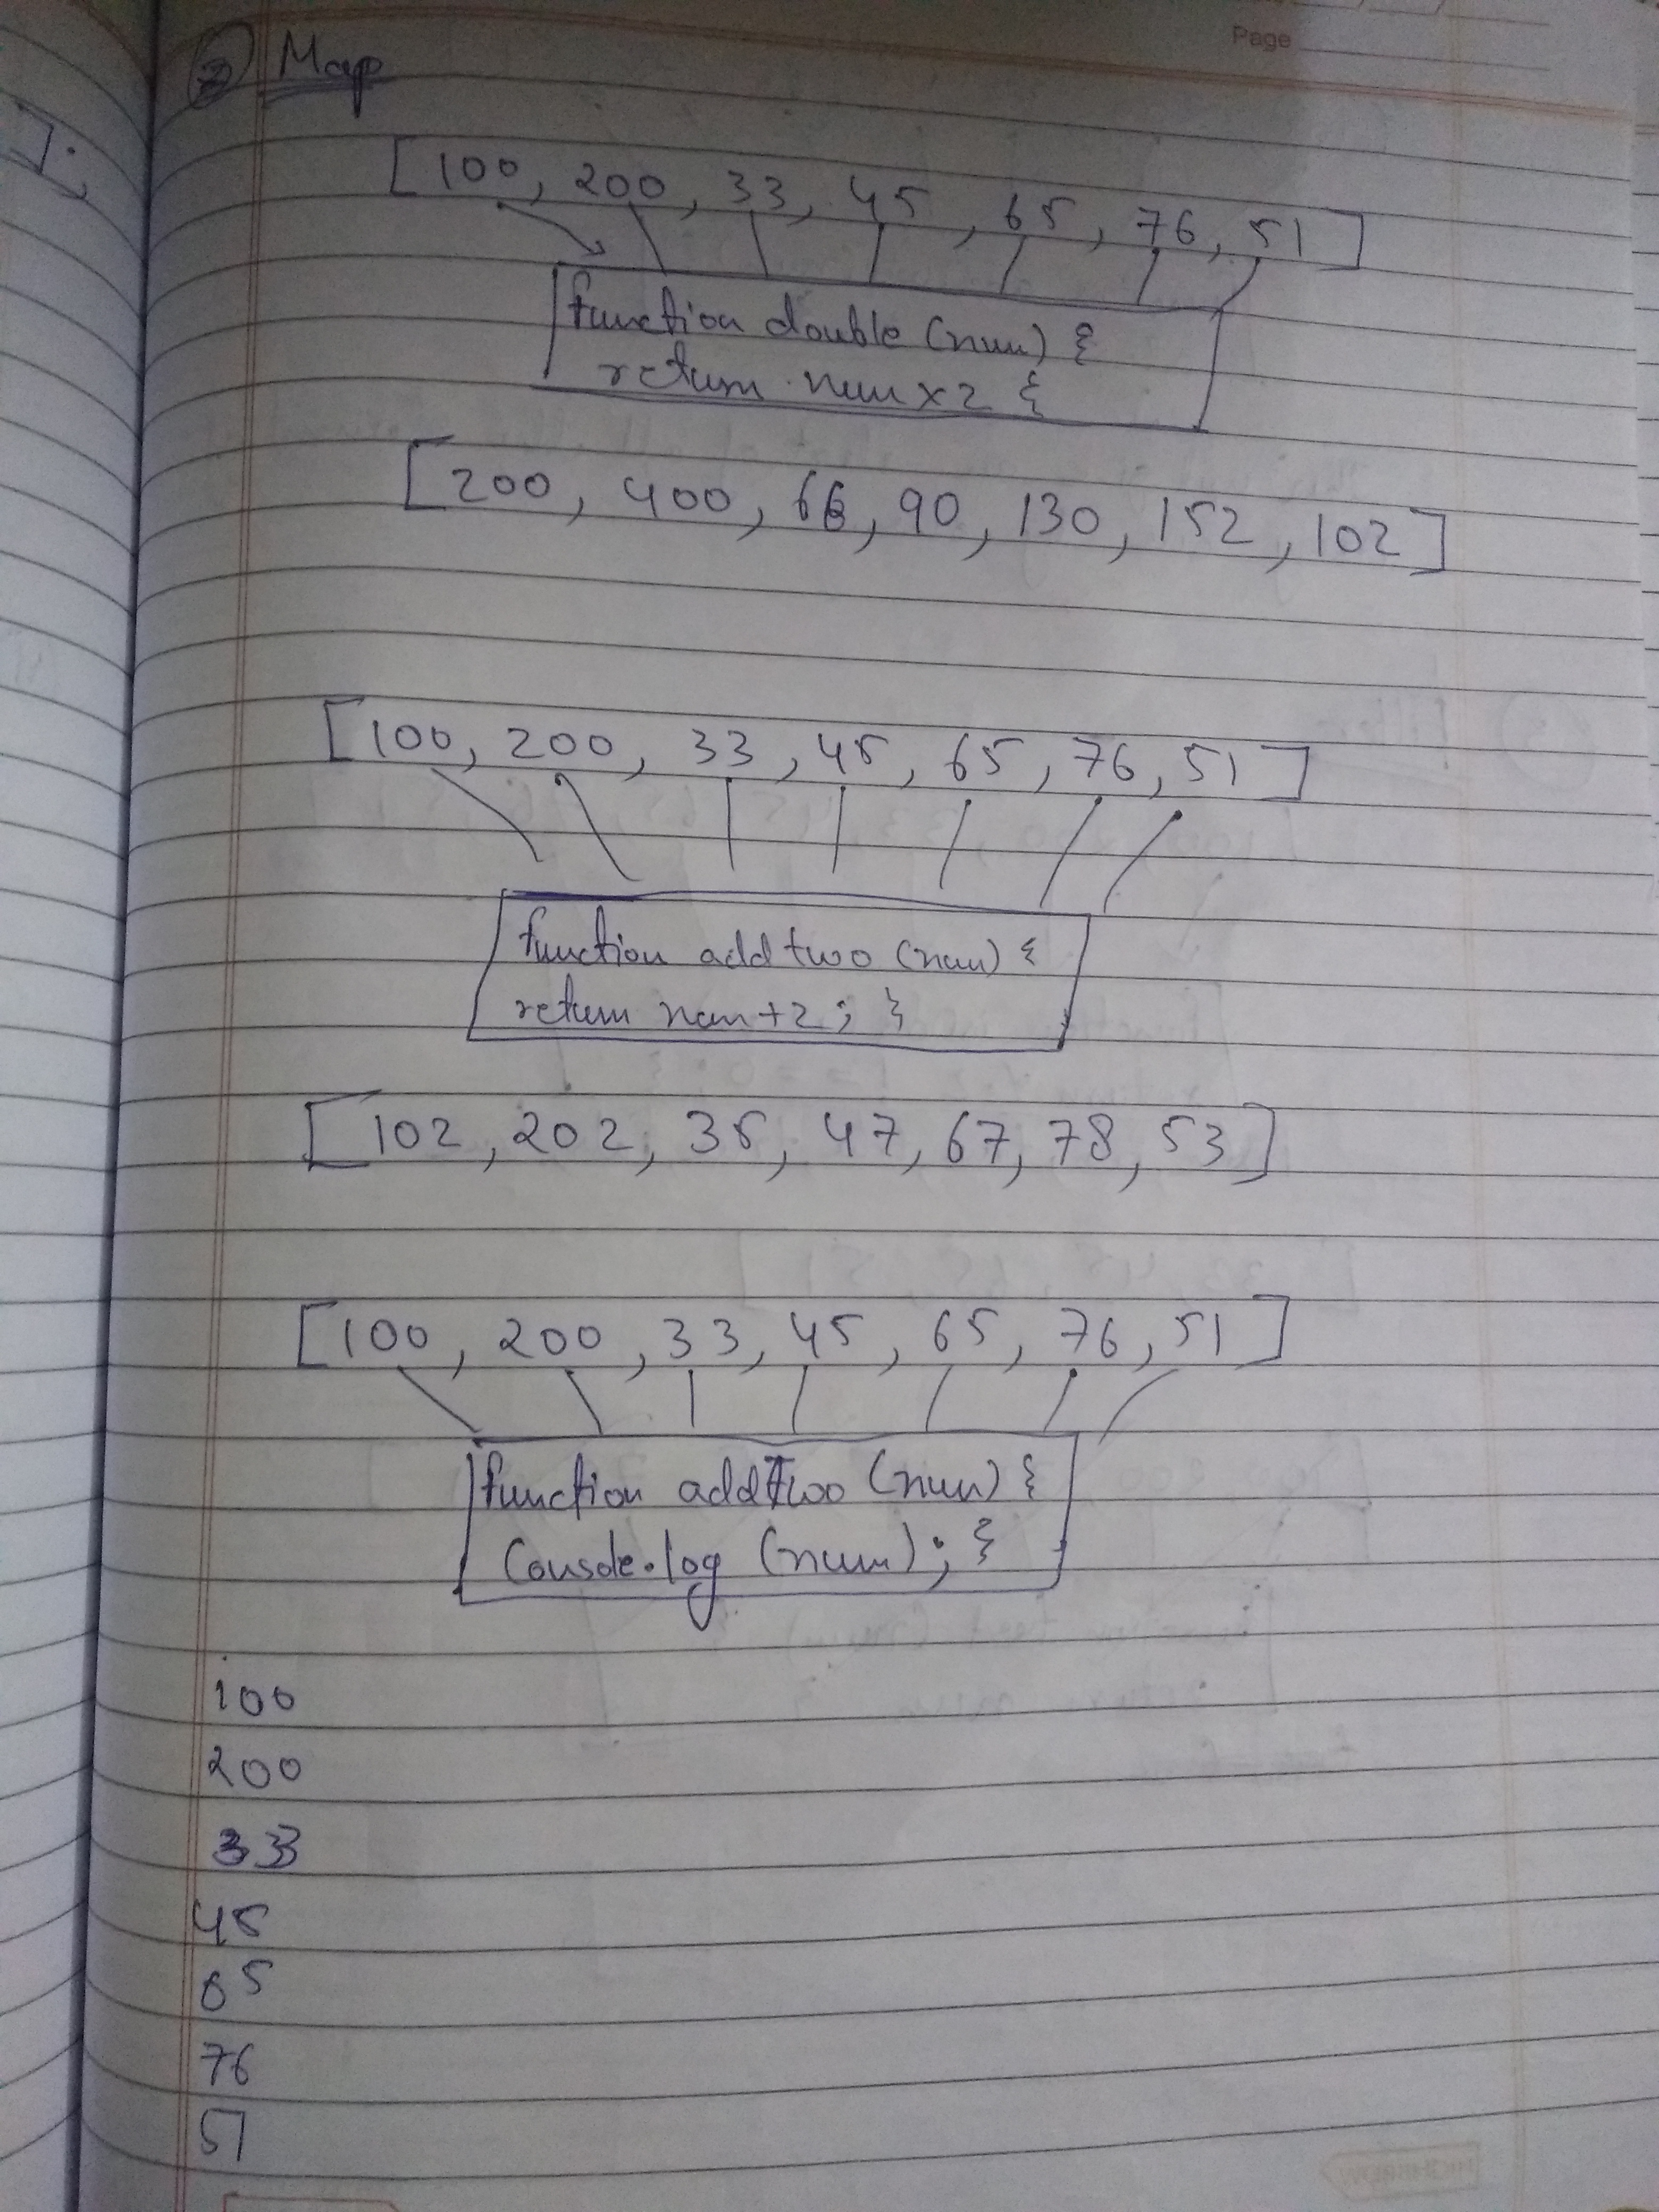 Page
② Map
[100, 200, 33, 45, 65, 76, 51]
function double (num) {
return num x 2 }
[200, 400, 66, 90, 130, 152, 102]
[100, 200, 33, 45, 65, 76, 51]
function add two (num) {
return num+2; }
[102, 202, 35, 47, 67, 78, 53]
[100, 200, 33, 45, 65, 76, 51]
function addTwo (num) {
Console.log (num); }
100
200
33
45
65
76
51